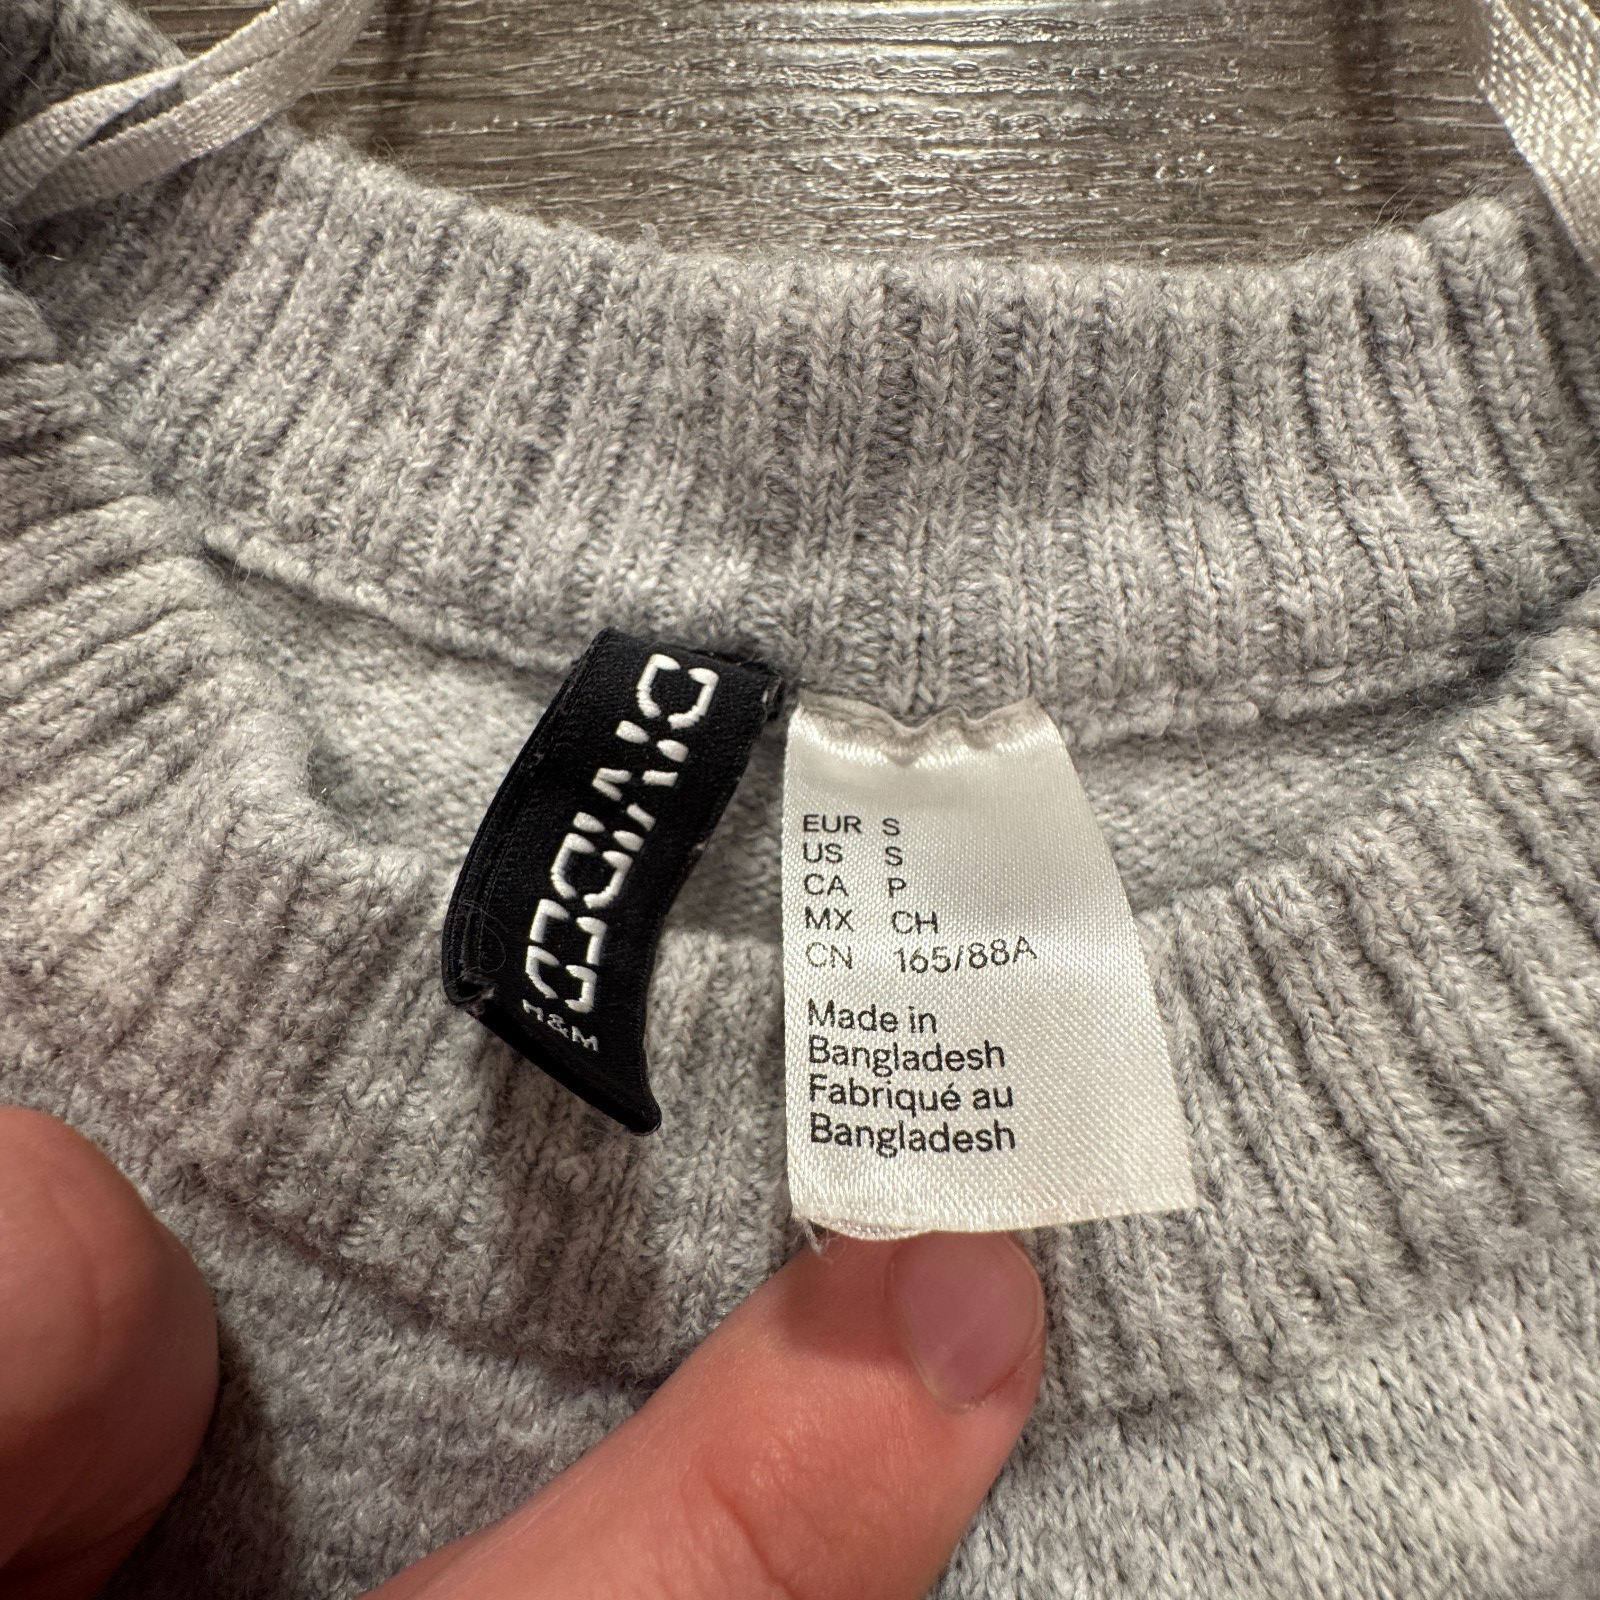 DIVIDED
H&M
EUR S
US S
CA P
MX CH
CN 165/88A
Made in
Bangladesh
Fabriqué au
Bangladesh